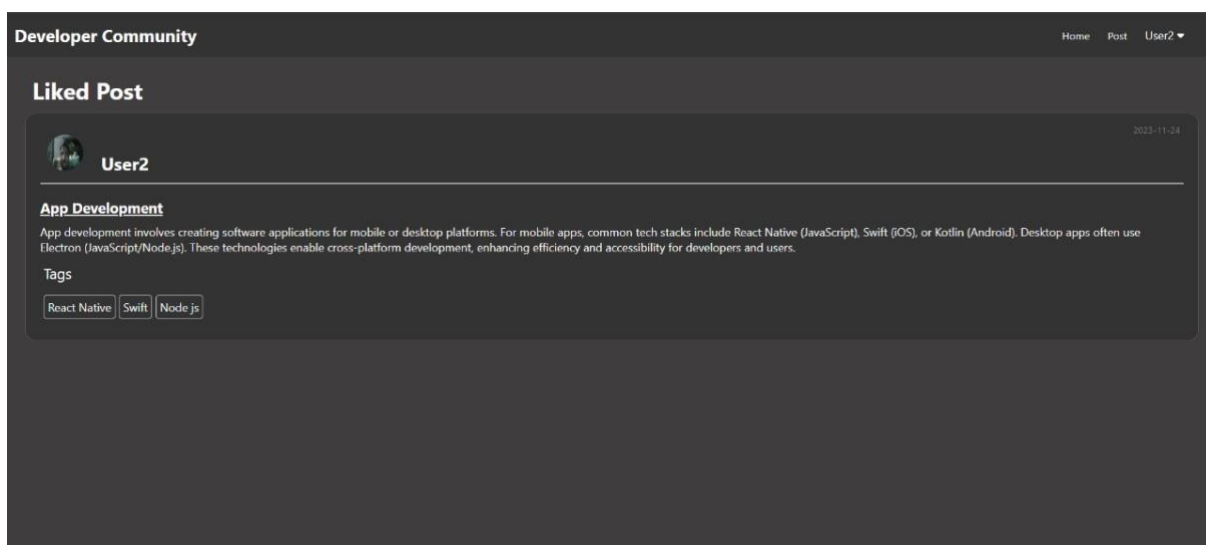 Developer Community
Home Post User2
Liked Post
2023-11-24
User2
App Development
App development involves creating software applications for mobile or desktop platforms. For mobile apps, common tech stacks include React Native (JavaScript), Swift (iOS), or Kotlin (Android). Desktop apps often use
Electron (JavaScript/Node.js). These technologies enable cross-platform development, enhancing efficiency and accessibility for developers and users.
Tags
React Native Swift Node js